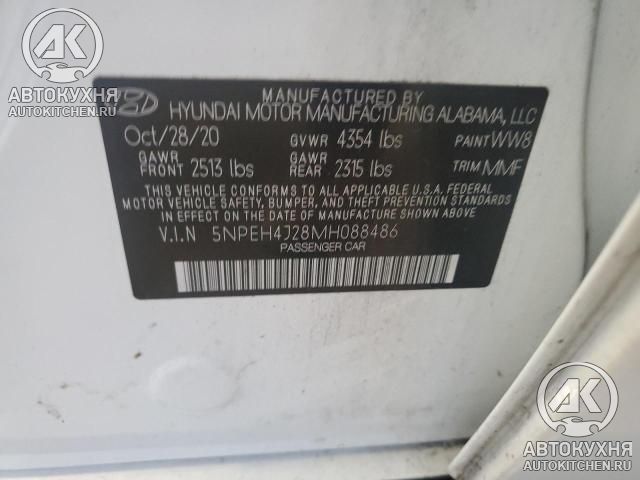 АВТОКУХНЯ
AUTOKITCHEN.RU
MANUFACTURED BY
HYUNDAI MOTOR MANUFACTURING ALABAMA, LLC
Oct/28/20 GVWR 4354 lbs PAINT WW8
GAWR FRONT 2513 lbs GAWR REAR 2315 lbs TRIM MMF
THIS VEHICLE CONFORMS TO ALL APPLICABLE U.S.A. FEDERAL
MOTOR VEHICLE SAFETY, BUMPER, AND THEFT PREVENTION STANDARDS
IN EFFECT ON THE DATE OF MANUFACTURE SHOWN ABOVE.
V.I.N 5NPEH4J28MH088486
PASSENGER CAR
АК
АВТОКУХНЯ
AUTOKITCHEN.RU